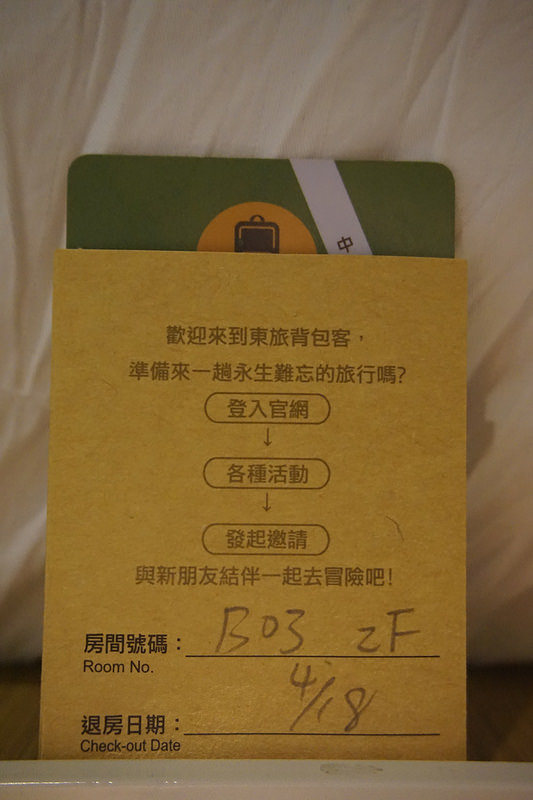 中
歡迎來到東旅背包客，
準備來一趟永生難忘的旅行嗎?
登入官網
↓
各種活動
↓
發起邀請
與新朋友結伴一起去冒險吧!
房間號碼： B03 2F
Room No.
退房日期： 4/18
Check-out Date